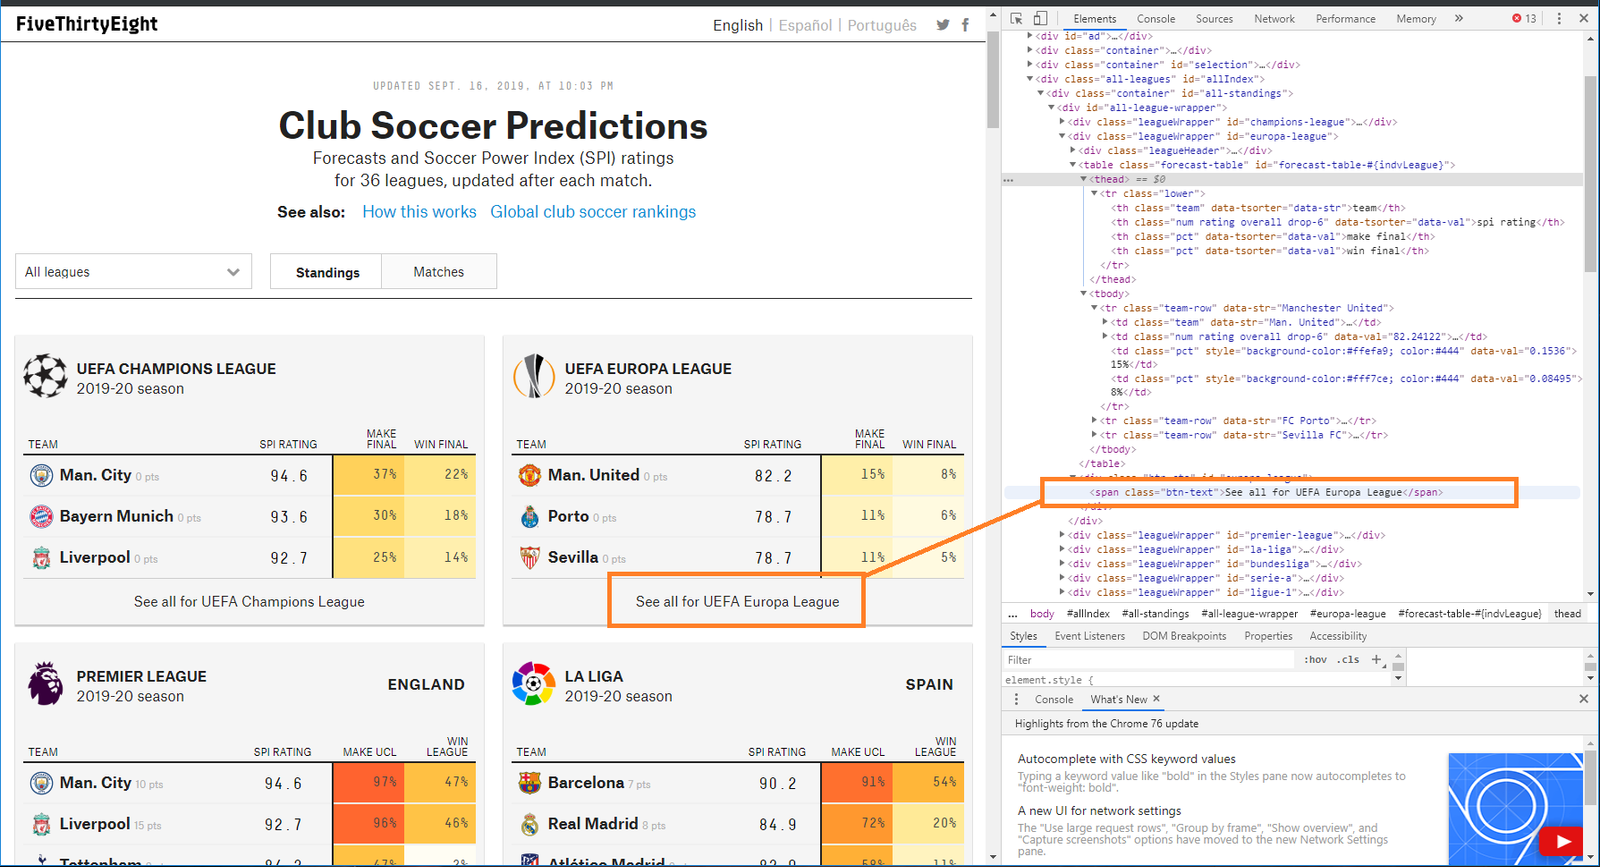 FiveThirtyEight
English | Español | Português
UPDATED SEPT. 16, 2019, AT 10:03 PM
Club Soccer Predictions
Forecasts and Soccer Power Index (SPI) ratings
for 36 leagues, updated after each match.
See also: How this works Global club soccer rankings
All leagues Standings Matches
UEFA CHAMPIONS LEAGUE
2019-20 season
TEAM SPI RATING MAKE FINAL WIN FINAL
Man. City 0 pts 94.6 37% 22%
Bayern Munich 0 pts 93.6 30% 18%
Liverpool 0 pts 92.7 25% 14%
See all for UEFA Champions League
UEFA EUROPA LEAGUE
2019-20 season
TEAM SPI RATING MAKE FINAL WIN FINAL
Man. United 0 pts 82.2 15% 8%
Porto 0 pts 78.7 11% 6%
Sevilla 0 pts 78.7 11% 5%
See all for UEFA Europa League
PREMIER LEAGUE
2019-20 season
ENGLAND
TEAM SPI RATING MAKE UCL WIN LEAGUE
Man. City 10 pts 94.6 97% 47%
Liverpool 15 pts 92.7 96% 46%
Tottenham
LA LIGA
2019-20 season
SPAIN
TEAM SPI RATING MAKE UCL WIN LEAGUE
Barcelona 7 pts 90.2 91% 54%
Real Madrid 8 pts 84.9 72% 20%
Atlético Madrid
Elements Console Sources Network Performance Memory » 13
<div id="ad">…</div>
<div class="container">…</div>
<div class="container" id="selection">…</div>
<div class="all-leagues" id="allIndex">
<div class="container" id="all-standings">
<div id="all-league-wrapper">
<div class="leagueWrapper" id="champions-league">…</div>
<div class="leagueWrapper" id="europa-league">
<div class="leagueHeader">…</div>
<table class="forecast-table" id="forecast-table-#{indvLeague}">
… <thead> == $0
<tr class="lower">
<th class="team" data-tsorter="data-str">team</th>
<th class="num rating overall drop-6" data-tsorter="data-val">spi rating</th>
<th class="pct" data-tsorter="data-val">make final</th>
<th class="pct" data-tsorter="data-val">win final</th>
</tr>
</thead>
<tbody>
<tr class="team-row" data-str="Manchester United">
<td class="team" data-str="Man. United">…</td>
<td class="num rating overall drop-6" data-val="82.24122">…</td>
<td class="pct" style="background-color:#ffefa9; color:#444" data-val="0.1536">
15%</td>
<td class="pct" style="background-color:#fff7ce; color:#444" data-val="0.08495">
8%</td>
</tr>
<tr class="team-row" data-str="FC Porto">…</tr>
<tr class="team-row" data-str="Sevilla FC">…</tr>
</tbody>
</table>
<span class="btn-text">See all for UEFA Europa League</span>
</div>
<div class="leagueWrapper" id="premier-league">…</div>
<div class="leagueWrapper" id="la-liga">…</div>
<div class="leagueWrapper" id="bundesliga">…</div>
<div class="leagueWrapper" id="serie-a">…</div>
<div class="leagueWrapper" id="ligue-1">…</div>
... body #allIndex #all-standings #all-league-wrapper #europa-league #forecast-table-#{indvLeague} thead
Styles Event Listeners DOM Breakpoints Properties Accessibility
Filter :hov .cls +
element.style {
Console What's New ×
Highlights from the Chrome 76 update
Autocomplete with CSS keyword values
Typing a keyword value like "bold" in the Styles pane now autocompletes to
"font-weight: bold".
A new UI for network settings
The "Use large request rows", "Group by frame", "Show overview", and
"Capture screenshots" options have moved to the new Network Settings
pane.